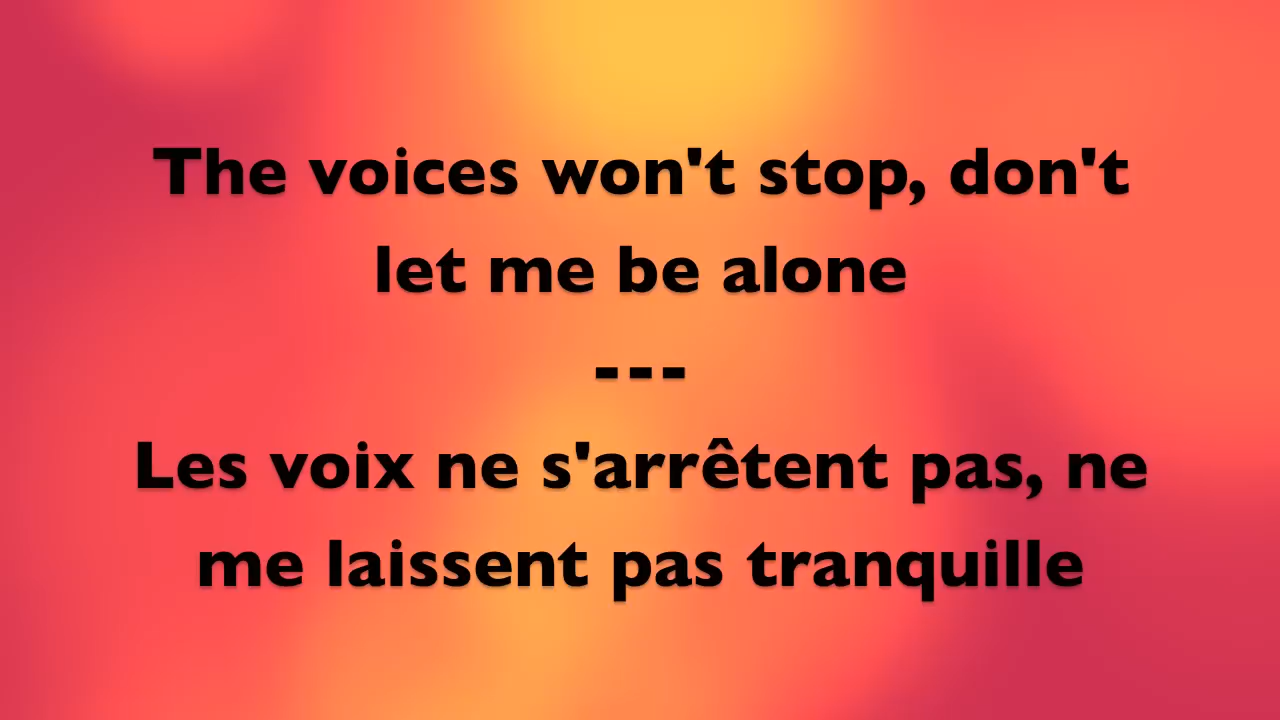 The voices won't stop, don't
let me be alone
---
Les voix ne s'arrêtent pas, ne
me laissent pas tranquille